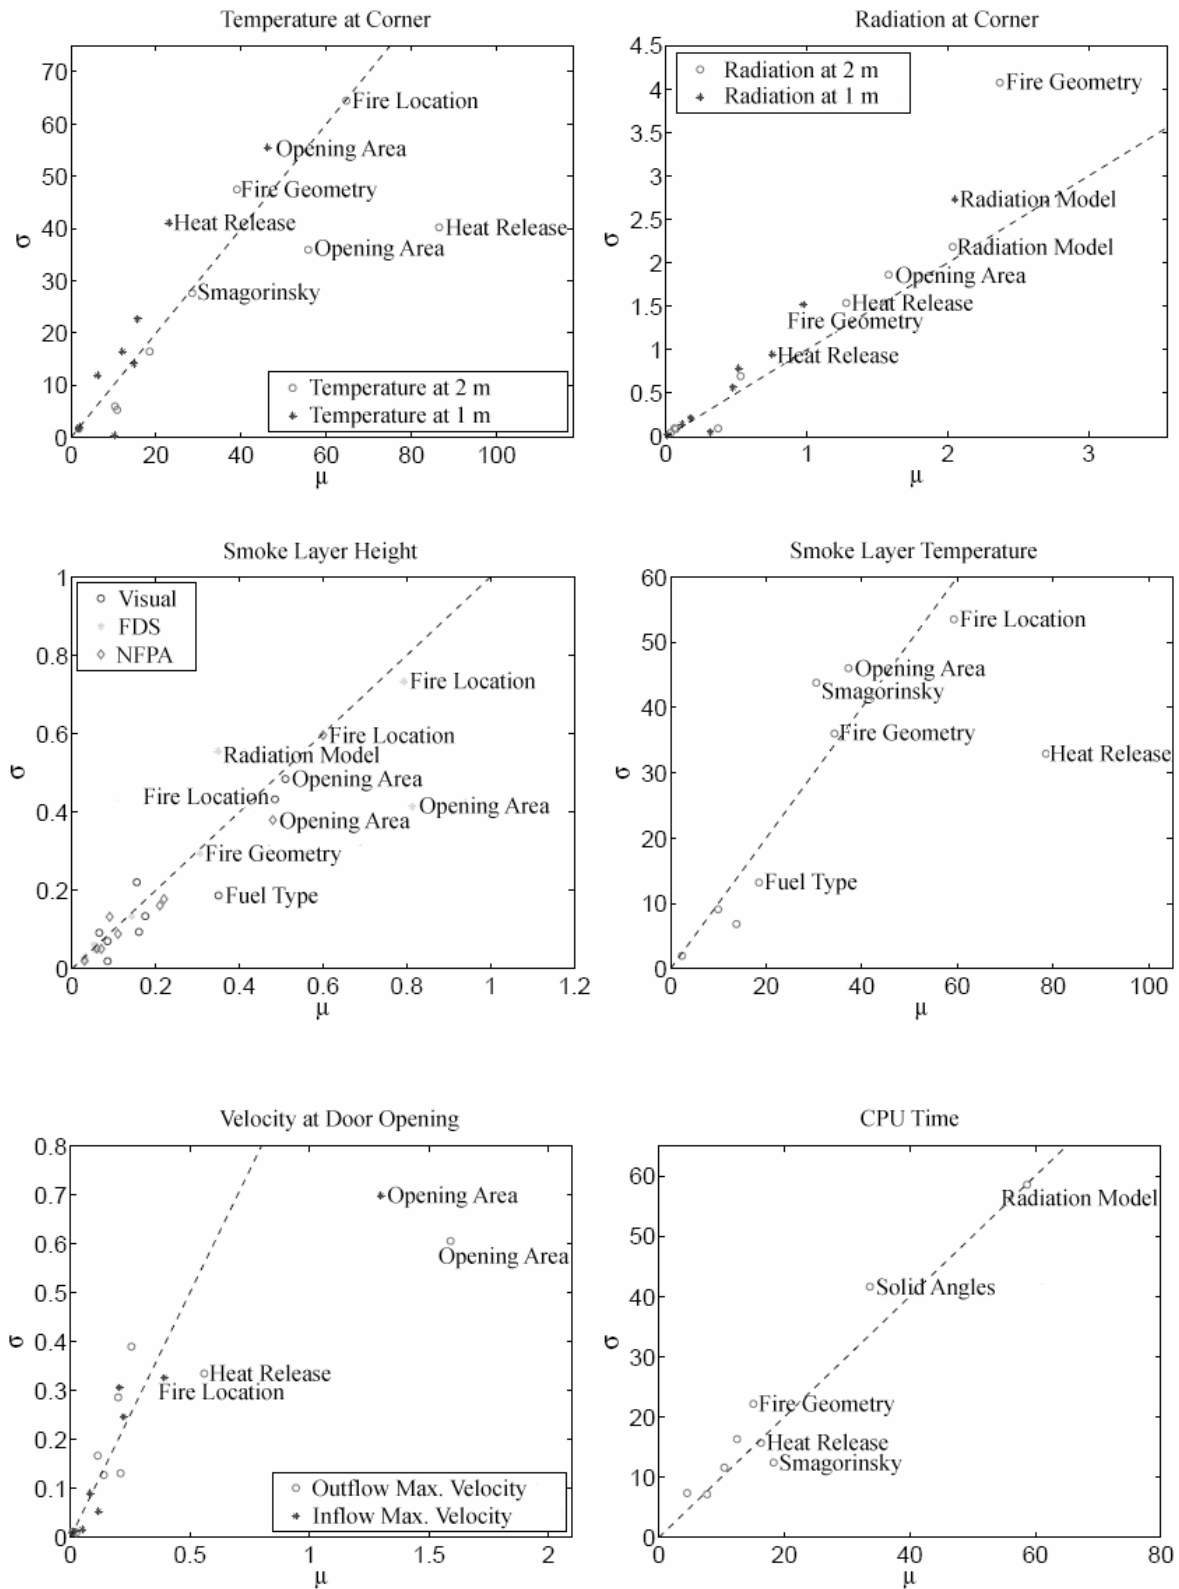 Temperature at Corner
70
60
50
40
30
20
10
0
σ
Fire Location
Opening Area
Fire Geometry
Heat Release
Heat Release
Opening Area
Smagorinsky
Temperature at 2 m
Temperature at 1 m
0 20 40 60 80 100
μ
Radiation at Corner
4.5
4
3.5
3
2.5
2
1.5
1
0.5
0
σ
Radiation at 2 m
Radiation at 1 m
Fire Geometry
Radiation Model
Radiation Model
Opening Area
Heat Release
Fire Geometry
Heat Release
0 1 2 3
μ
Smoke Layer Height
1
0.8
0.6
0.4
0.2
0
σ
Visual
FDS
NFPA
Fire Location
Fire Location
Radiation Model
Opening Area
Fire Location
Opening Area
Opening Area
Fire Geometry
Fuel Type
0 0.2 0.4 0.6 0.8 1 1.2
μ
Smoke Layer Temperature
60
50
40
30
20
10
0
σ
Fire Location
Opening Area
Smagorinsky
Fire Geometry
Heat Release
Fuel Type
0 20 40 60 80 100
μ
Velocity at Door Opening
0.8
0.7
0.6
0.5
0.4
0.3
0.2
0.1
0
σ
Opening Area
Opening Area
Heat Release
Fire Location
Outflow Max. Velocity
Inflow Max. Velocity
0 0.5 1 1.5 2
μ
CPU Time
60
50
40
30
20
10
0
σ
Radiation Model
Solid Angles
Fire Geometry
Heat Release
Smagorinsky
0 20 40 60 80
μ